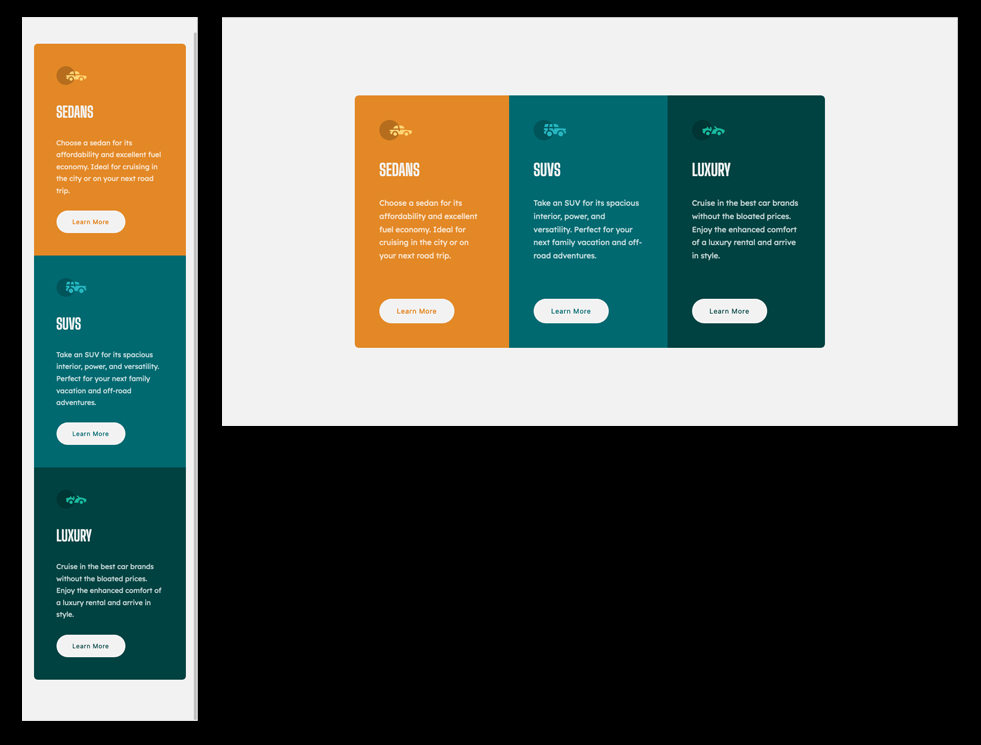 SEDANS
Choose a sedan for its
affordability and excellent fuel
economy. Ideal for cruising in
the city or on your next road
trip.
Learn More
SUVS
Take an SUV for its spacious
interior, power, and versatility.
Perfect for your next family
vacation and off-road
adventures.
Learn More
LUXURY
Cruise in the best car brands
without the bloated prices.
Enjoy the enhanced comfort of
a luxury rental and arrive in
style.
Learn More
SEDANS
Choose a sedan for its
affordability and excellent
fuel economy. Ideal for
cruising in the city or on
your next road trip.
Learn More
SUVS
Take an SUV for its spacious
interior, power, and
versatility. Perfect for your
next family vacation and off-
road adventures.
Learn More
LUXURY
Cruise in the best car brands
without the bloated prices.
Enjoy the enhanced comfort
of a luxury rental and arrive
in style.
Learn More